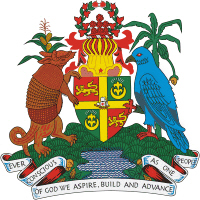 EVER
CONSCIOUS
OF GOD WE ASPIRE, BUILD AND ADVANCE
AS ONE
PEOPLE